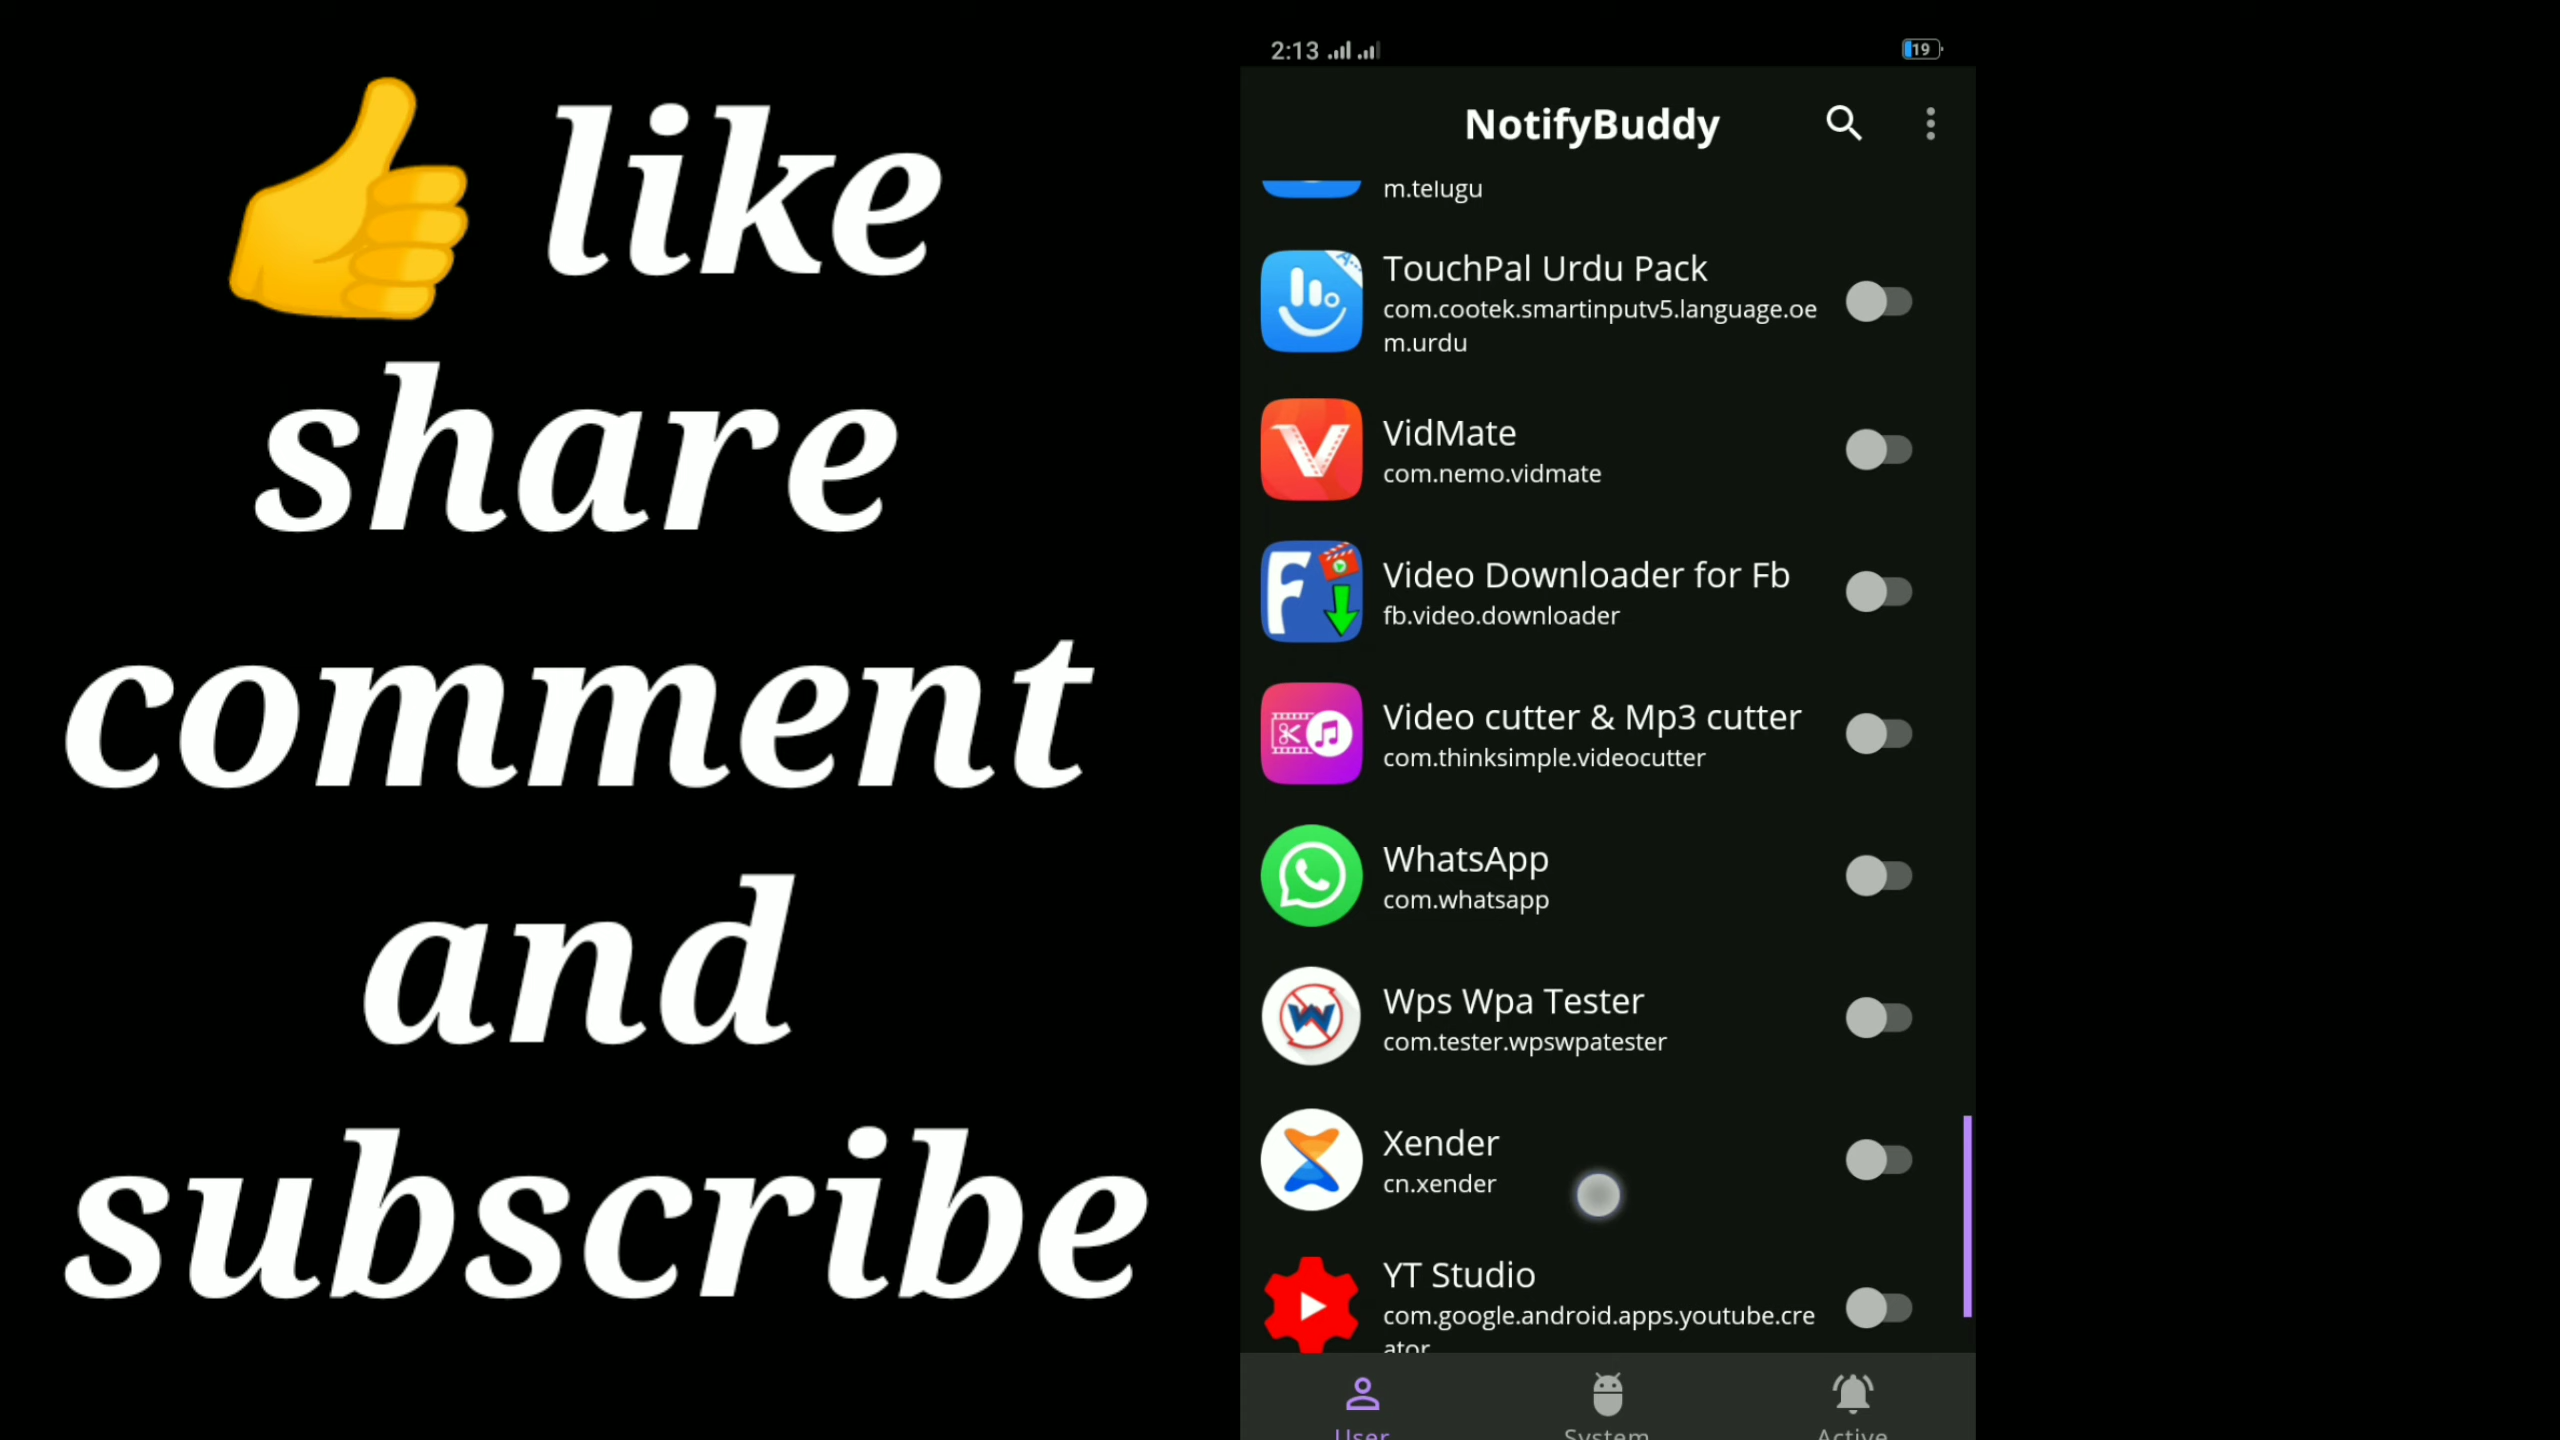 like
share
comment
and
subscribe
2:13
19
NotifyBuddy
m.telugu
TouchPal Urdu Pack
com.cootek.smartinputv5.language.oe
m.urdu
VidMate
com.nemo.vidmate
Video Downloader for Fb
fb.video.downloader
Video cutter & Mp3 cutter
com.thinksimple.videocutter
WhatsApp
com.whatsapp
Wps Wpa Tester
com.tester.wpswpatester
Xender
cn.xender
YT Studio
com.google.android.apps.youtube.cre
ator
User
System
Active